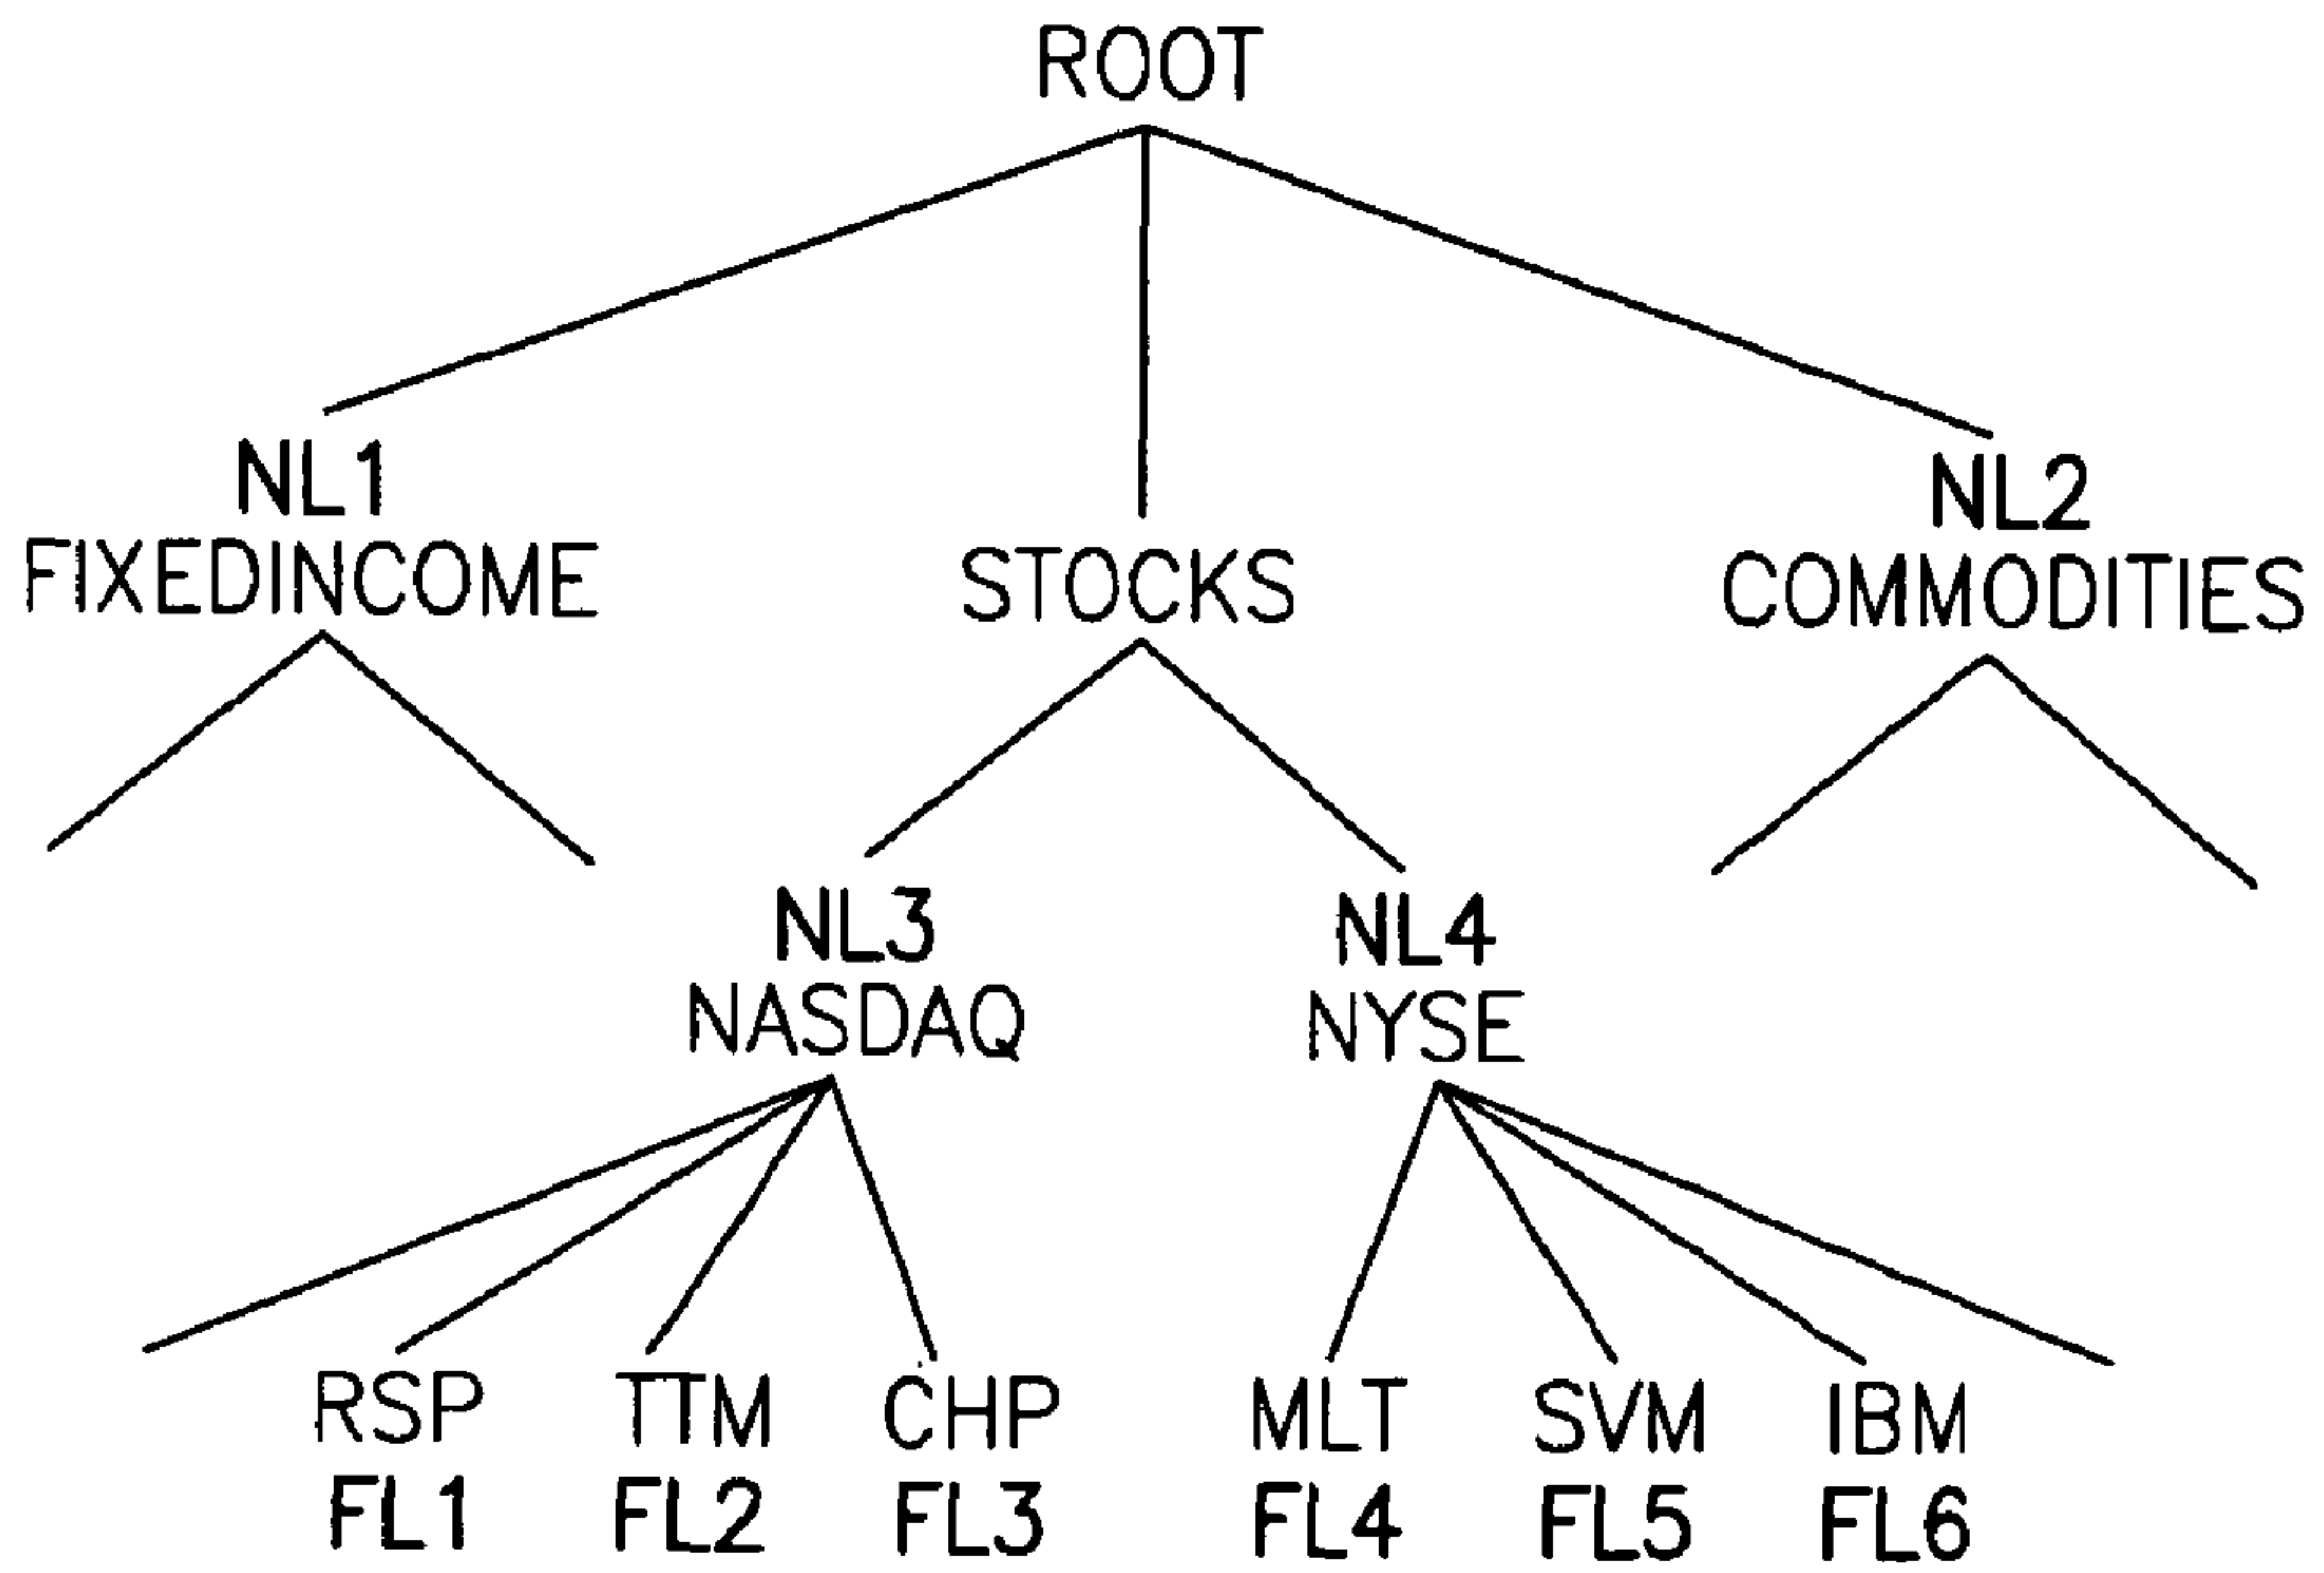 ROOT
NL1
NL2
FIXEDINCOME
STOCKS
COMMODITIES
NL3
NL4
NASDAQ
NYSE
RSP
TTM
CHP
MLT
SVM
IBM
FL1
FL2
FL3
FL4
FL5
FL6